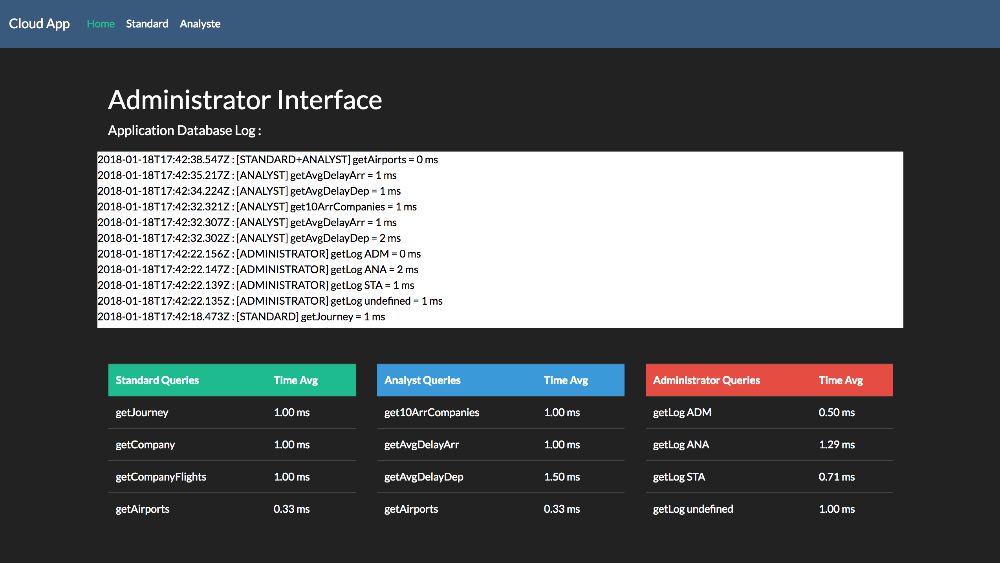 Cloud App Home Standard Analyste
Administrator Interface
Application Database Log :
2018-01-18T17:42:38.547Z : [STANDARD+ANALYST] getAirports = 0 ms
2018-01-18T17:42:35.217Z : [ANALYST] getAvgDelayArr = 1 ms
2018-01-18T17:42:34.224Z : [ANALYST] getAvgDelayDep = 1 ms
2018-01-18T17:42:32.321Z : [ANALYST] get10ArrCompanies = 1 ms
2018-01-18T17:42:32.307Z : [ANALYST] getAvgDelayArr = 1 ms
2018-01-18T17:42:32.302Z : [ANALYST] getAvgDelayDep = 2 ms
2018-01-18T17:42:22.156Z : [ADMINISTRATOR] getLog ADM = 0 ms
2018-01-18T17:42:22.147Z : [ADMINISTRATOR] getLog ANA = 2 ms
2018-01-18T17:42:22.139Z : [ADMINISTRATOR] getLog STA = 1 ms
2018-01-18T17:42:22.135Z : [ADMINISTRATOR] getLog undefined = 1 ms
2018-01-18T17:42:18.473Z : [STANDARD] getJourney = 1 ms
Standard Queries Time Avg
getJourney 1.00 ms
getCompany 1.00 ms
getCompanyFlights 1.00 ms
getAirports 0.33 ms
Analyst Queries Time Avg
get10ArrCompanies 1.00 ms
getAvgDelayArr 1.00 ms
getAvgDelayDep 1.50 ms
getAirports 0.33 ms
Administrator Queries Time Avg
getLog ADM 0.50 ms
getLog ANA 1.29 ms
getLog STA 0.71 ms
getLog undefined 1.00 ms